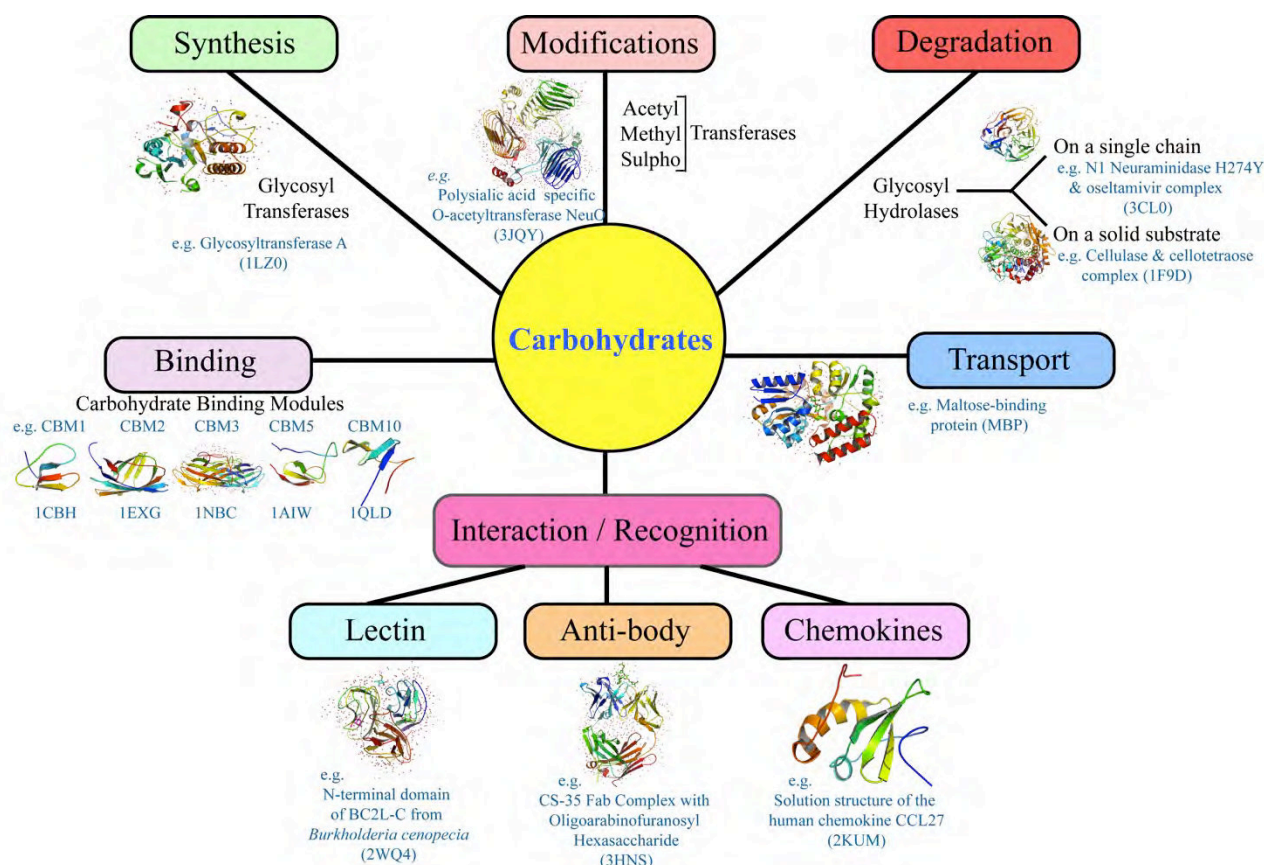 Synthesis
Modifications
Degradation
Glycosyl
Transferases
e.g. Glycosyltransferase A
(1LZ0)
Acetyl
Methyl
Sulpho
Transferases
e.g.
Polysialic acid specific
O-acetyltransferase NeuO
(3JQY)
Glycosyl
Hydrolases
On a single chain
e.g. N1 Neuraminidase H274Y
& oseltamivir complex
(3CL0)
On a solid substrate
e.g. Cellulase & cellotetraose
complex (1F9D)
Carbohydrates
Binding
Carbohydrate Binding Modules
e.g. CBM1 CBM2 CBM3 CBM5 CBM10
1CBH 1EXG 1NBC 1AIW 1QLD
Transport
e.g. Maltose-binding
protein (MBP)
Interaction / Recognition
Lectin
Anti-body
Chemokines
e.g.
N-terminal domain
of BC2L-C from
Burkholderia cenopecia
(2WQ4)
e.g.
CS-35 Fab Complex with
Oligoarabinofuranosyl
Hexasaccharide
(3HNS)
e.g.
Solution structure of the
human chemokine CCL27
(2KUM)